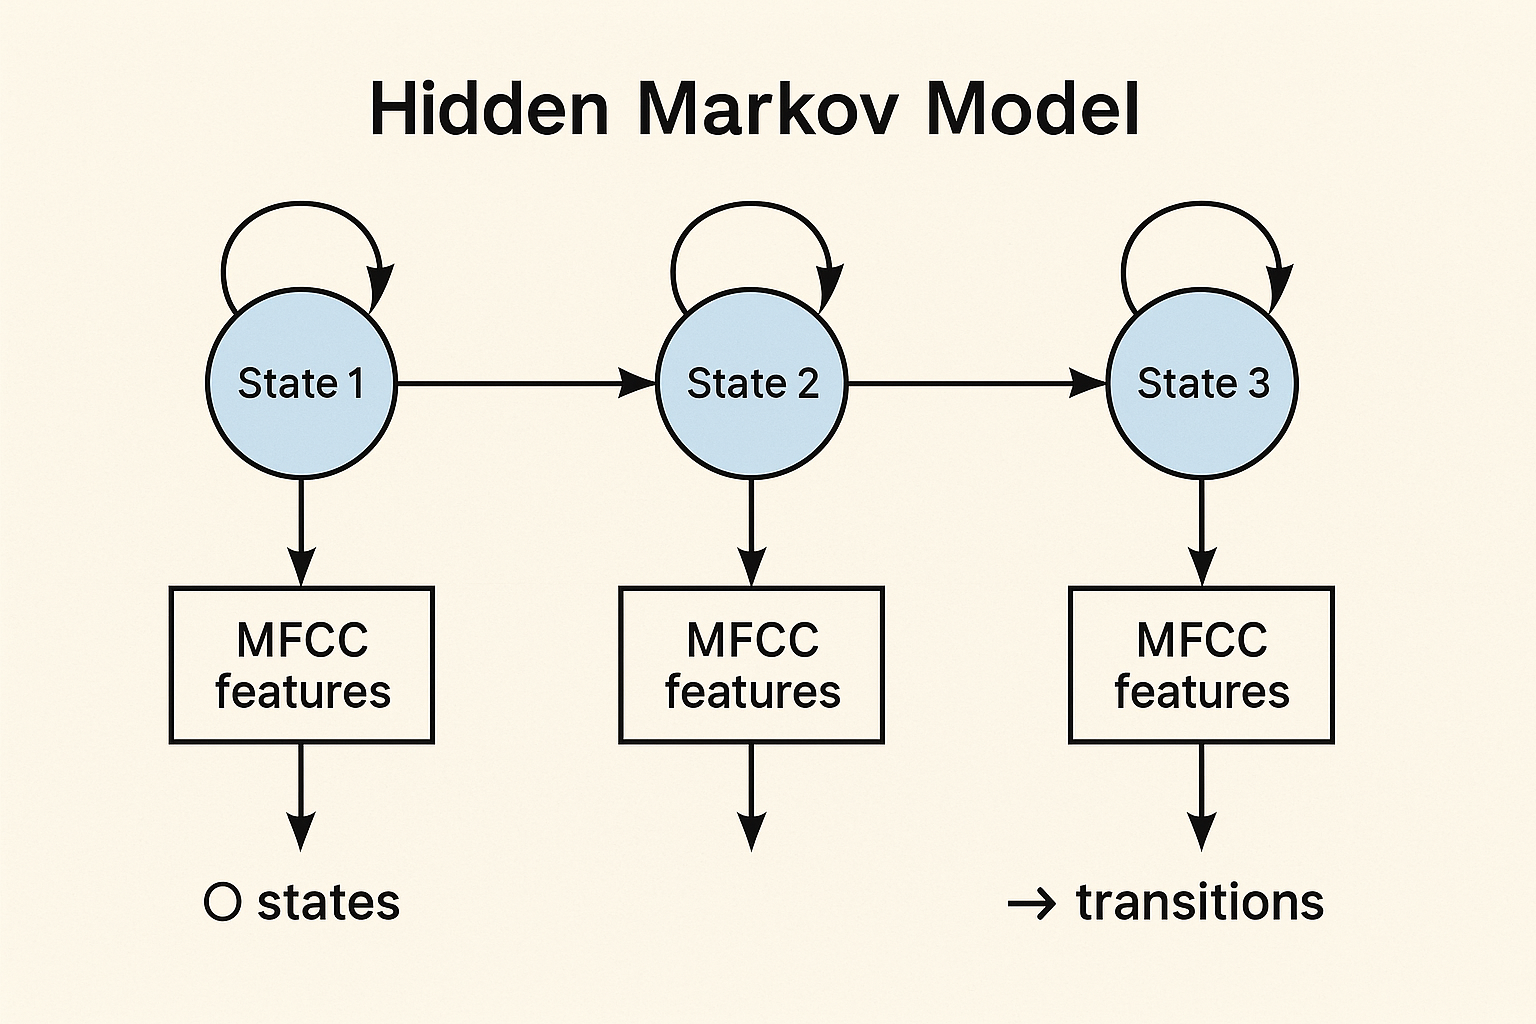 Hidden Markov Model
State 1
State 2
State 3
MFCC
features
MFCC
features
MFCC
features
states
transitions